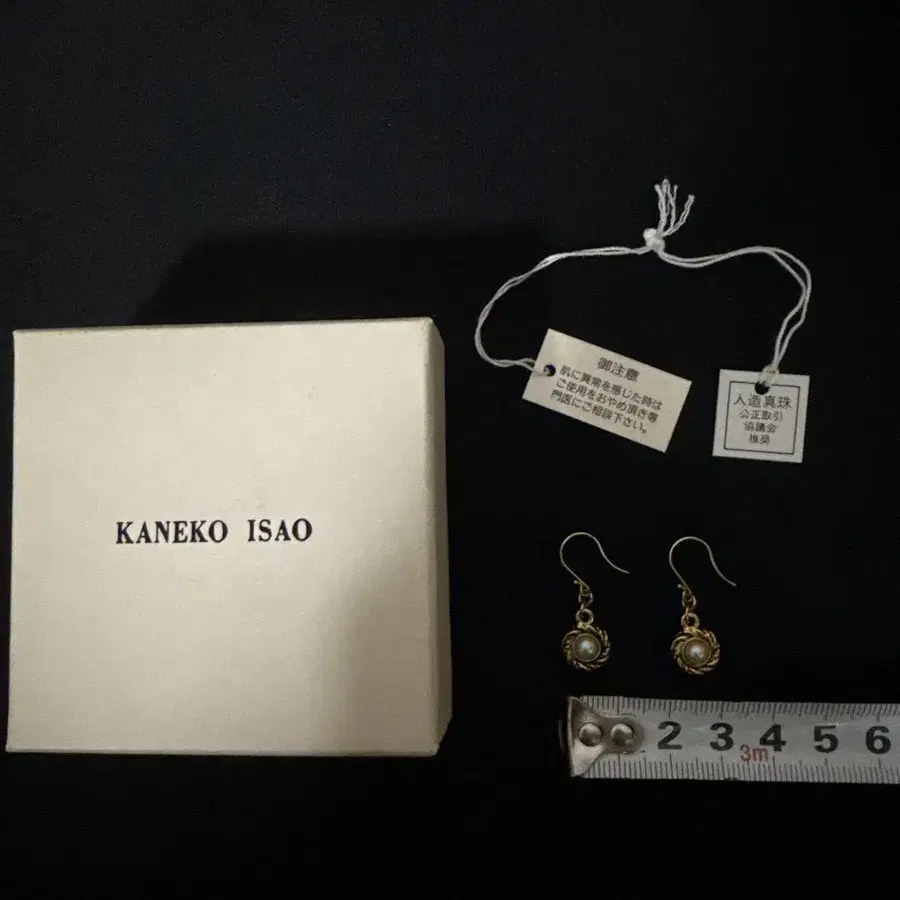 KANEKO ISAO
御注意
肌に異常を感じた時は
ご使用をおやめ頂き専
門医にご相談下さい。
人造真珠
公正取引
協議会
推奨
2 3 4 5 6
3m